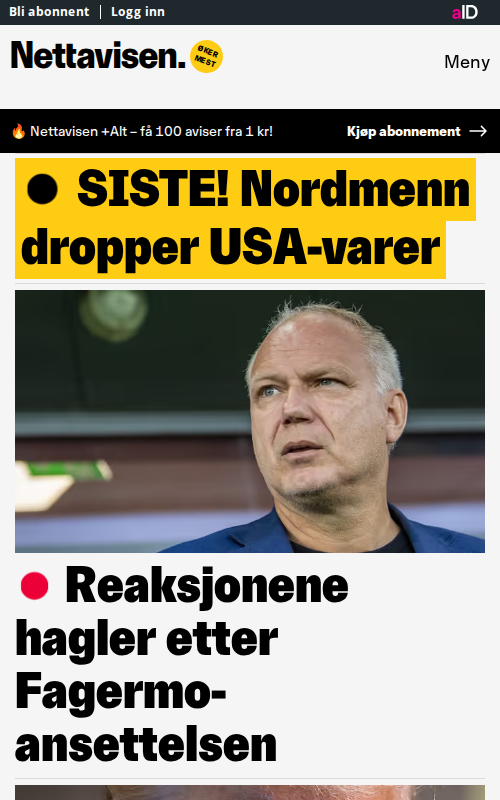 Bli abonnent | Logg inn
aID
Nettavisen.
ØKER
MEST
Meny
🔥 Nettavisen +Alt – få 100 aviser fra 1 kr!
Kjøp abonnement →
SISTE! Nordmenn
dropper USA-varer
Reaksjonene
hagler etter
Fagermo-
ansettelsen